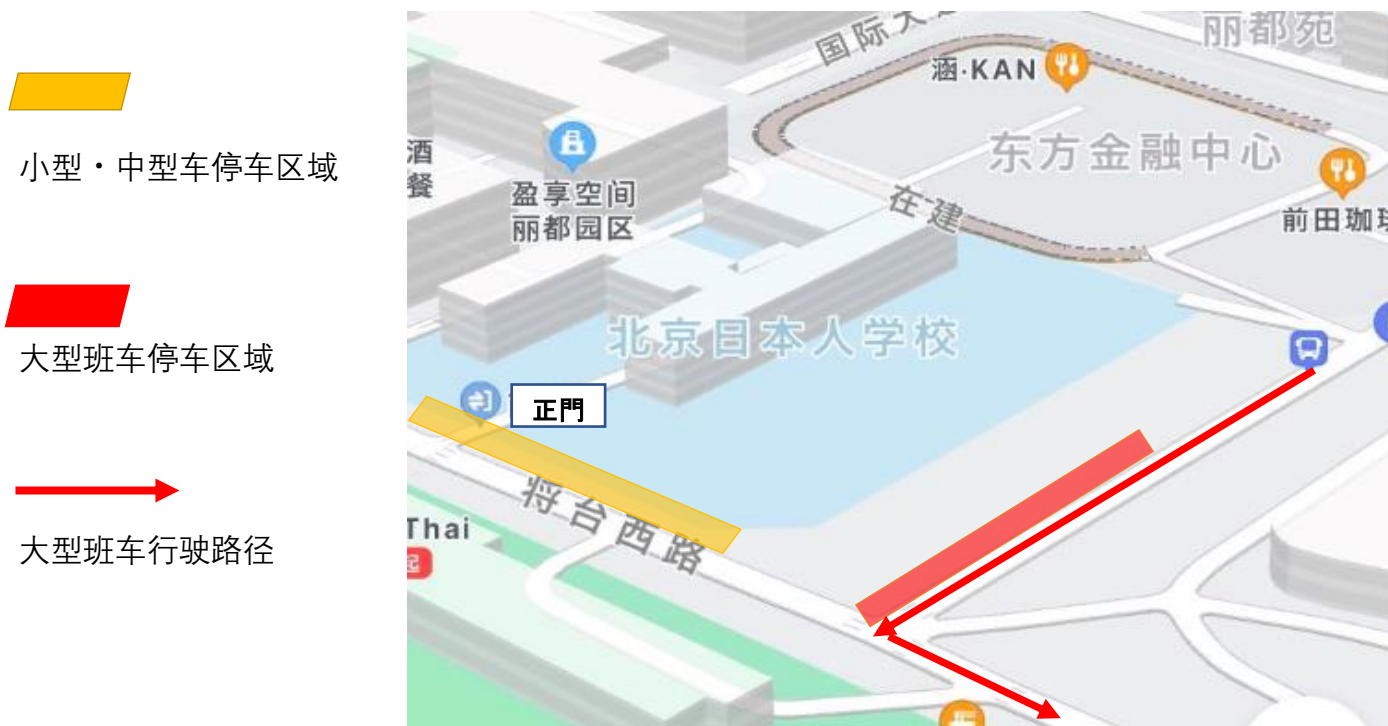 小型・中型车停车区域
大型班车停车区域
大型班车行驶路径
国际大
丽都苑
涵·KAN
东方金融中心
酒
餐
盈享空间
丽都园区
在建
前田珈
北京日本人学校
正門
将台西路
Thai